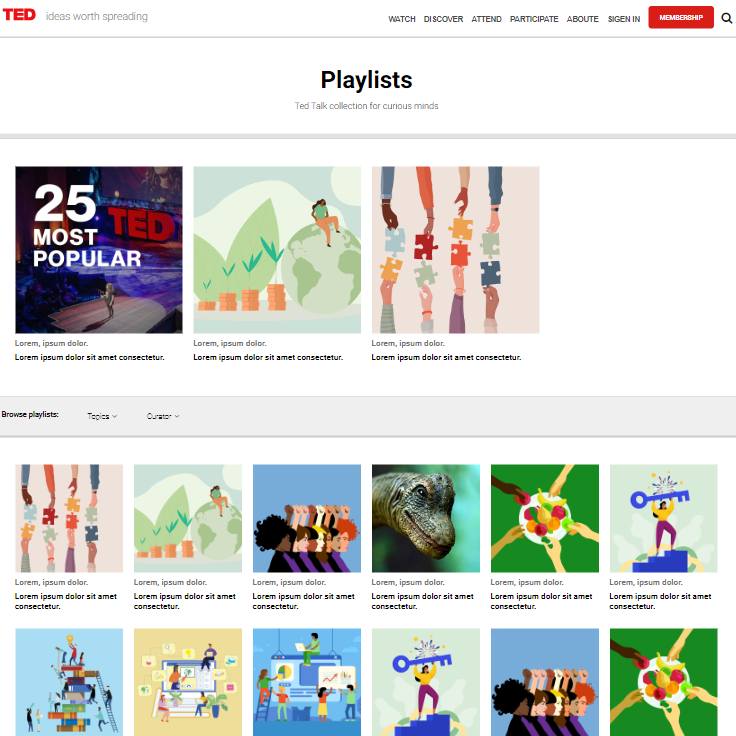 TED ideas worth spreading WATCH DISCOVER ATTEND PARTICIPATE ABOUTE SIGEN IN MEMBERSHIP
Playlists
Ted Talk collection for curious minds
25
MOST
POPULAR
TED
Lorem, ipsum dolor. Lorem, ipsum dolor. Lorem, ipsum dolor.
Lorem ipsum dolor sit amet consectetur. Lorem ipsum dolor sit amet consectetur. Lorem ipsum dolor sit amet consectetur.
Browse playlists: Topics Curator
Lorem, ipsum dolor. Lorem, ipsum dolor. Lorem, ipsum dolor. Lorem, ipsum dolor. Lorem, ipsum dolor. Lorem, ipsum dolor.
Lorem ipsum dolor sit amet Lorem ipsum dolor sit amet Lorem ipsum dolor sit amet Lorem ipsum dolor sit amet Lorem ipsum dolor sit amet Lorem ipsum dolor sit amet
consectetur. consectetur. consectetur. consectetur. consectetur. consectetur.